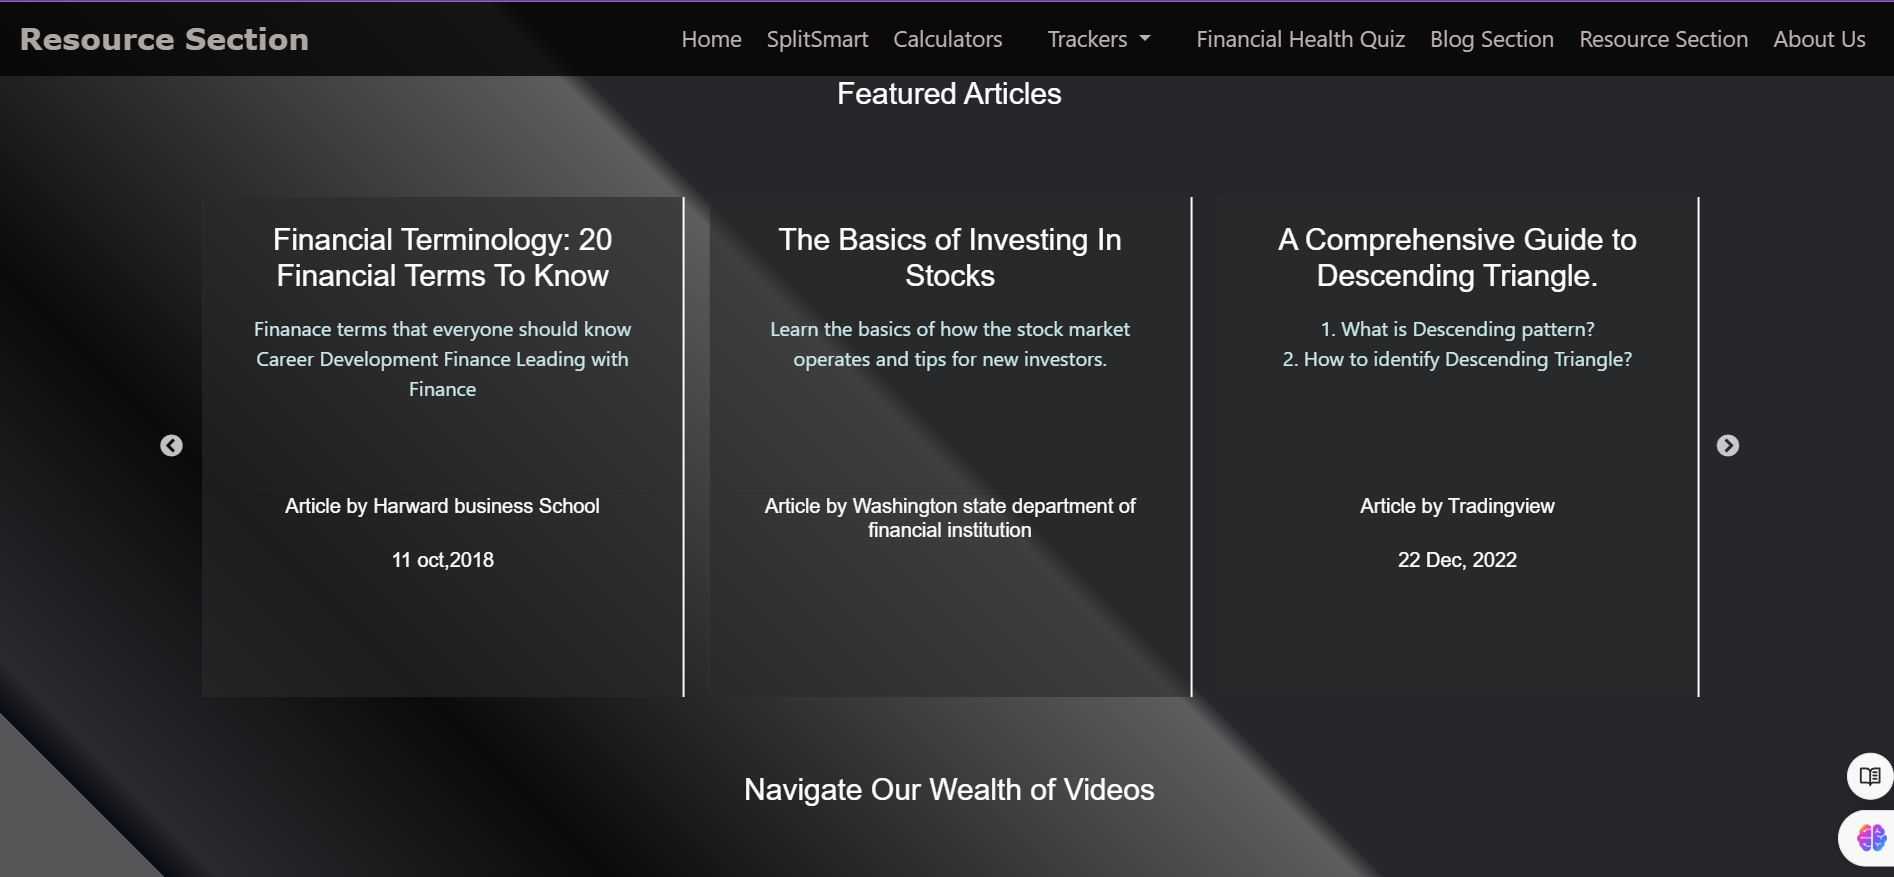 Resource Section
Home SplitSmart Calculators Trackers Financial Health Quiz Blog Section Resource Section About Us
Featured Articles
Financial Terminology: 20
Financial Terms To Know
Finanace terms that everyone should know
Career Development Finance Leading with
Finance
Article by Harward business School
11 oct,2018
The Basics of Investing In
Stocks
Learn the basics of how the stock market
operates and tips for new investors.
Article by Washington state department of
financial institution
A Comprehensive Guide to
Descending Triangle.
1. What is Descending pattern?
2. How to identify Descending Triangle?
Article by Tradingview
22 Dec, 2022
Navigate Our Wealth of Videos